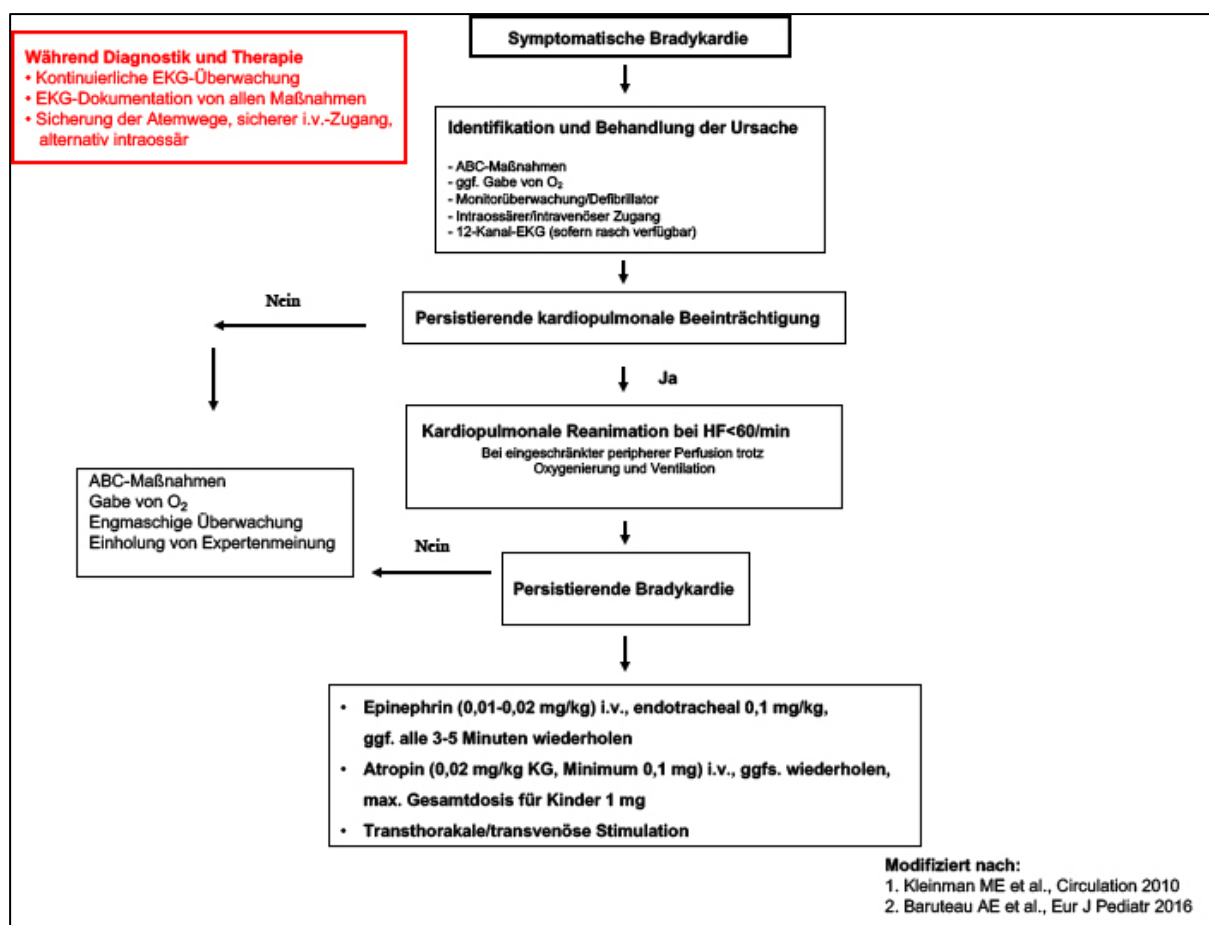 Symptomatische Bradykardie
Während Diagnostik und Therapie
• Kontinuierliche EKG-Überwachung
• EKG-Dokumentation von allen Maßnahmen
• Sicherung der Atemwege, sicherer i.v.-Zugang,
alternativ intraossär
Identifikation und Behandlung der Ursache
- ABC-Maßnahmen
- ggf. Gabe von O₂
- Monitorüberwachung/Defibrillator
- Intraossärer/intravenöser Zugang
- 12-Kanal-EKG (sofern rasch verfügbar)
Nein
Persistierende kardiopulmonale Beeinträchtigung
Ja
Kardiopulmonale Reanimation bei HF<60/min
Bei eingeschränkter peripherer Perfusion trotz
Oxygenierung und Ventilation
ABC-Maßnahmen
Gabe von O₂
Engmaschige Überwachung
Einholung von Expertenmeinung
Nein
Persistierende Bradykardie
• Epinephrin (0,01-0,02 mg/kg) i.v., endotracheal 0,1 mg/kg,
ggf. alle 3-5 Minuten wiederholen
• Atropin (0,02 mg/kg KG, Minimum 0,1 mg) i.v., ggfs. wiederholen,
max. Gesamtdosis für Kinder 1 mg
• Transthorakale/transvenöse Stimulation
Modifiziert nach:
1. Kleinman ME et al., Circulation 2010
2. Baruteau AE et al., Eur J Pediatr 2016